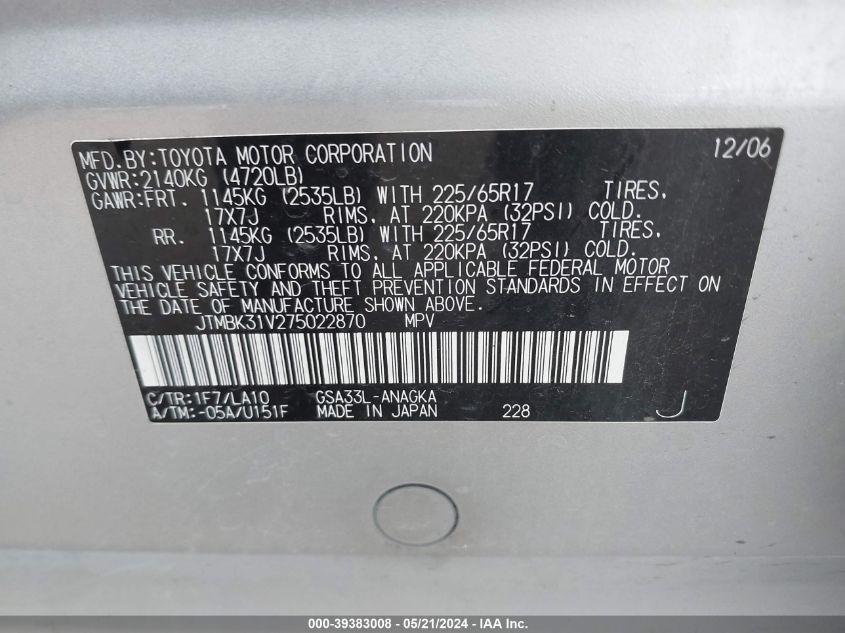 MFD.BY:TOYOTA MOTOR CORPORATION 12/06
GVWR:2140KG (4720LB)
GAWR:FRT. 1145KG (2535LB) WITH 225/65R17 TIRES,
17X7J RIMS, AT 220KPA (32PSI) COLD.
RR. 1145KG (2535LB) WITH 225/65R17 TIRES,
17X7J RIMS, AT 220KPA (32PSI) COLD.
THIS VEHICLE CONFORMS TO ALL APPLICABLE FEDERAL MOTOR
VEHICLE SAFETY AND THEFT PREVENTION STANDARDS IN EFFECT ON
THE DATE OF MANUFACTURE SHOWN ABOVE.
JTMBK31V275022870 MPV
C/TR:1F7/LA10 GSA33L-ANAGKA
A/TM:-05A/U151F MADE IN JAPAN 228 J
000-39383008 - 05/21/2024 - IAA Inc.